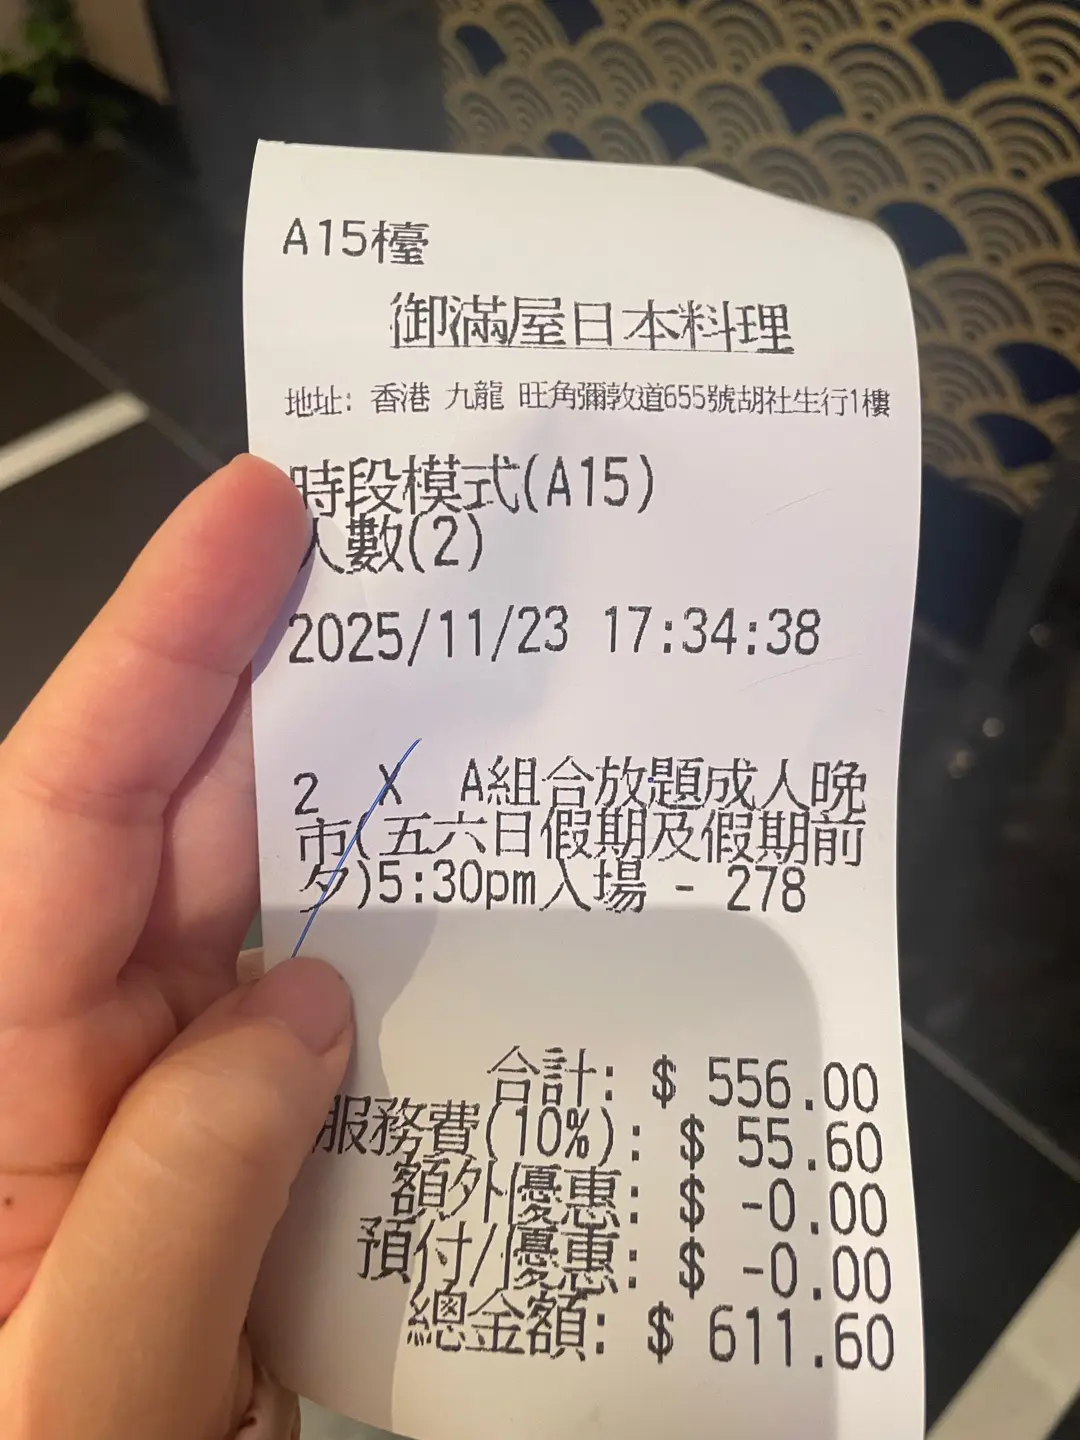 A15檯
御滿屋日本料理
地址: 香港 九龍 旺角彌敦道655號胡社生行1樓
時段模式(A15)
人數(2)
2025/11/23 17:34:38
2 X A組合放題成人晚
市(五六日假期及假期前
夕)5:30pm入場 - 278
合計: $ 556.00
服務費(10%): $ 55.60
額外優惠: $ -0.00
預付/優惠: $ -0.00
總金額: $ 611.60